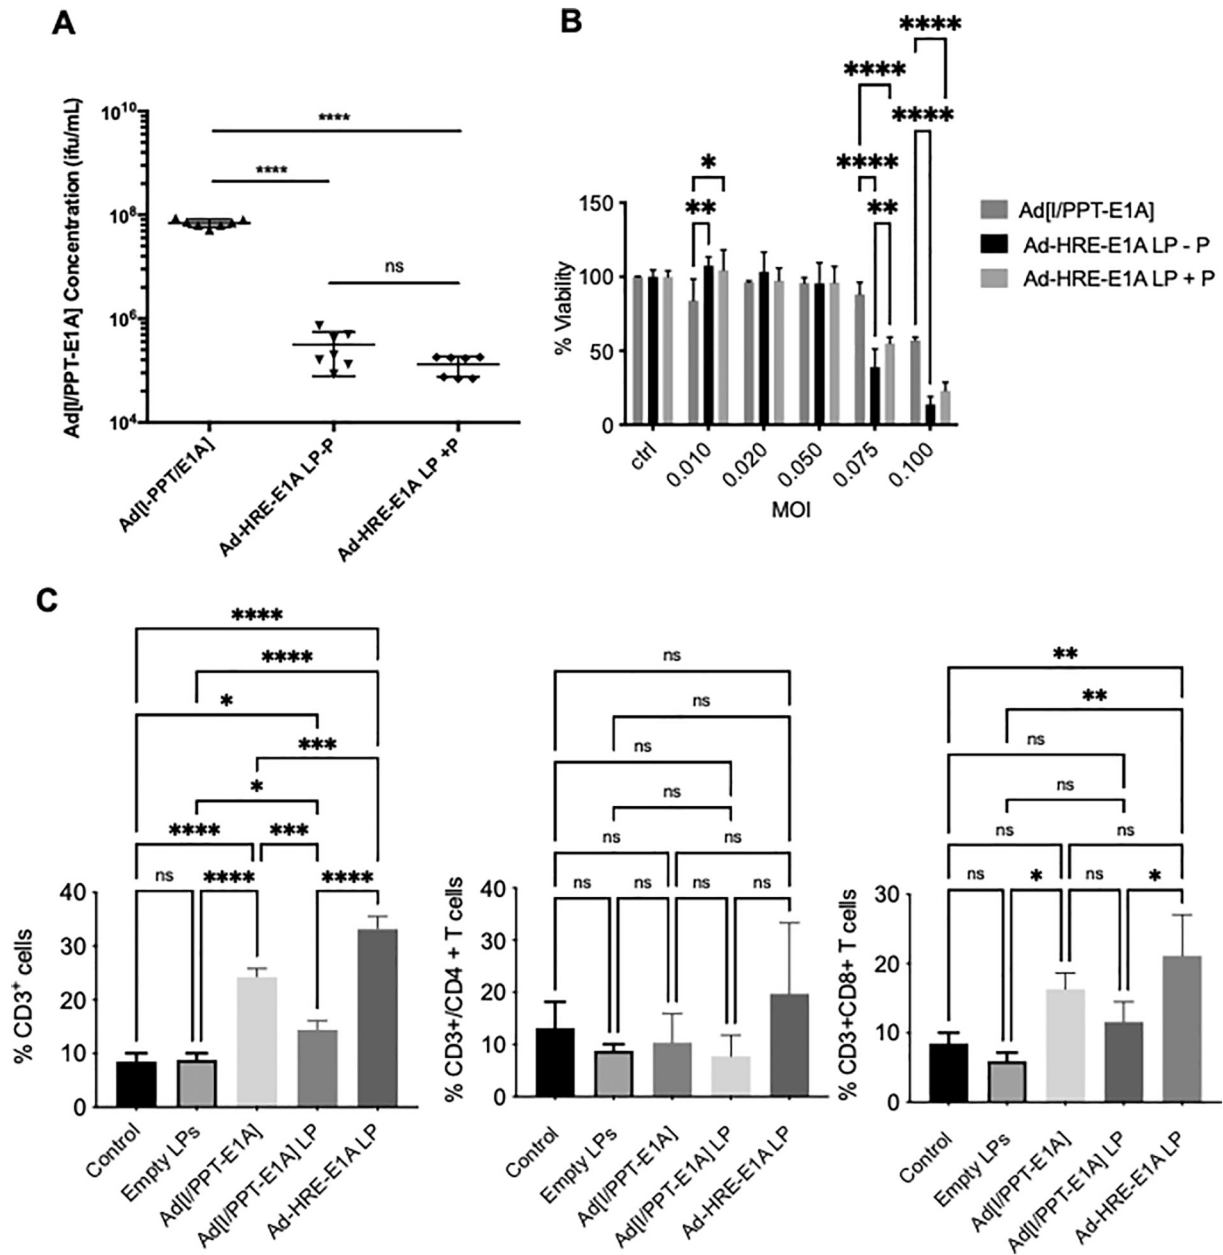 A
Ad[I/PPT-E1A] Concentration (ifu/mL)
10^10
10^8
10^6
10^4
****
****
ns
Ad[I-PPT/E1A]
Ad-HRE-E1A LP-P
Ad-HRE-E1A LP +P
B
****
****
****
*
****
**
**
% Viability
150
100
50
0
ctrl
0.010
0.020
0.050
0.075
0.100
MOI
Ad[I/PPT-E1A]
Ad-HRE-E1A LP - P
Ad-HRE-E1A LP + P
C
****
****
*
***
*
****
***
ns
****
****
% CD3⁺ cells
40
30
20
10
0
Control
Empty LPs
Ad[I/PPT-E1A]
Ad[I/PPT-E1A] LP
Ad-HRE-E1A LP
ns
ns
ns
ns
ns
ns
ns
ns
ns
ns
% CD3+/CD4 + T cells
40
30
20
10
0
Control
Empty LPs
Ad[I/PPT-E1A]
Ad[I/PPT-E1A] LP
Ad-HRE-E1A LP
**
**
ns
ns
ns
ns
ns
*
ns
*
% CD3+CD8+ T cells
30
20
10
0
Control
Empty LPs
Ad[I/PPT-E1A]
Ad[I/PPT-E1A] LP
Ad-HRE-E1A LP